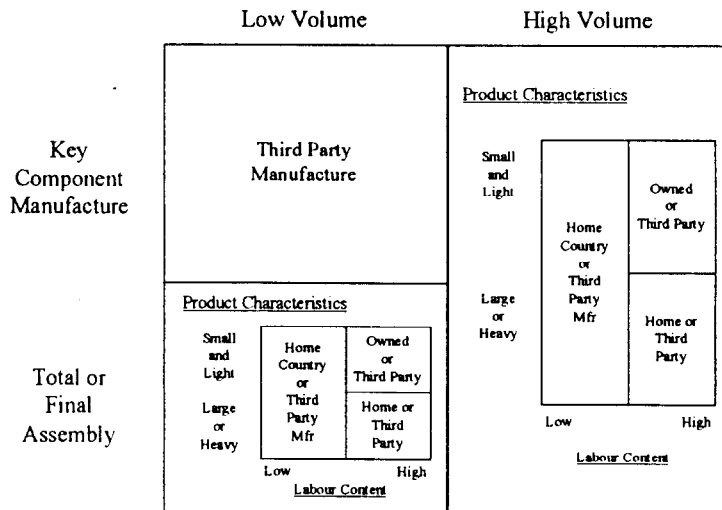 Low Volume
High Volume
Key
Component
Manufacture
Third Party
Manufacture
Product Characteristics
Small
and
Light
Large
or
Heavy
Home
Country
or
Third
Party
Mfr
Owned
or
Third Party
Home or
Third
Party
Low
High
Labour Content
Total or
Final
Assembly
Product Characteristics
Small
and
Light
Large
or
Heavy
Home
Country
or
Third
Party
Mfr
Owned
or
Third Party
Home or
Third
Party
Low
High
Labour Content